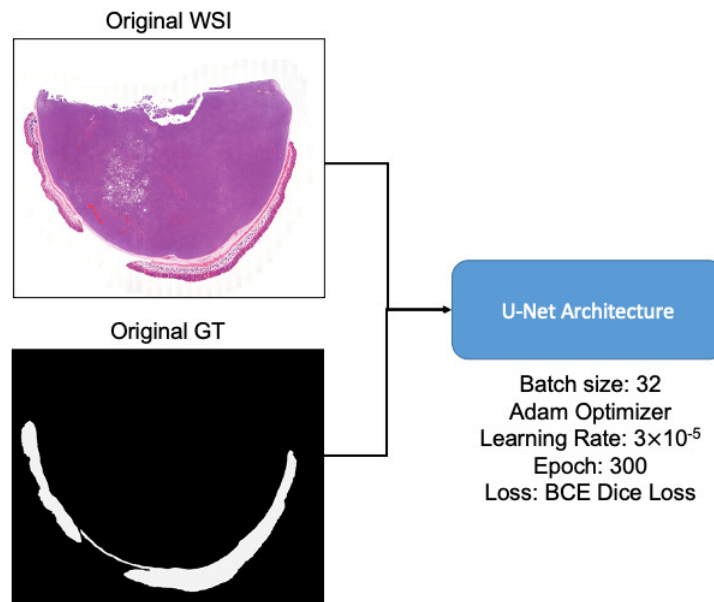 Original WSI
Original GT
U-Net Architecture
Batch size: 32
Adam Optimizer
Learning Rate: 3×10⁻⁵
Epoch: 300
Loss: BCE Dice Loss